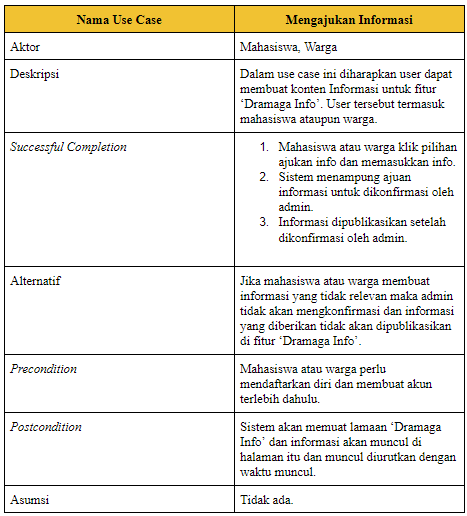 Nama Use Case
Mengajukan Informasi
Aktor
Mahasiswa, Warga
Deskripsi
Dalam use case ini diharapkan user dapat
membuat konten Informasi untuk fitur
‘Dramaga Info’. User tersebut termasuk
mahasiswa ataupun warga.
Successful Completion
1. Mahasiswa atau warga klik pilihan
ajukan info dan memasukkan info.
2. Sistem menampung ajuan
informasi untuk dikonfirmasi oleh
admin.
3. Informasi dipublikasikan setelah
dikonfirmasi oleh admin.
Alternatif
Jika mahasiswa atau warga membuat
informasi yang tidak relevan maka admin
tidak akan mengkonfirmasi dan informasi
yang diberikan tidak akan dipublikasikan
di fitur ‘Dramaga Info’.
Precondition
Mahasiswa atau warga perlu
mendaftarkan diri dan membuat akun
terlebih dahulu.
Postcondition
Sistem akan memuat lamaan ‘Dramaga
Info’ dan informasi akan muncul di
halaman itu dan muncul diurutkan dengan
waktu muncul.
Asumsi
Tidak ada.